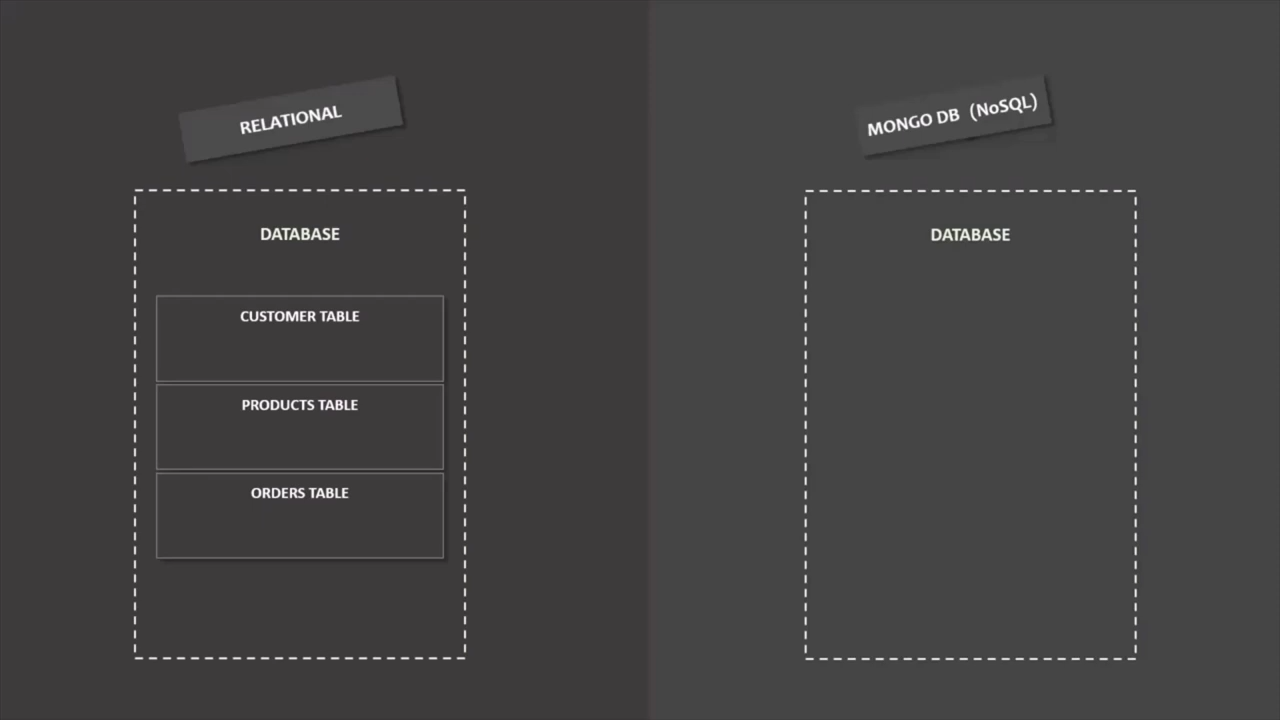 RELATIONAL
DATABASE
CUSTOMER TABLE
PRODUCTS TABLE
ORDERS TABLE
MONGO DB (NoSQL)
DATABASE